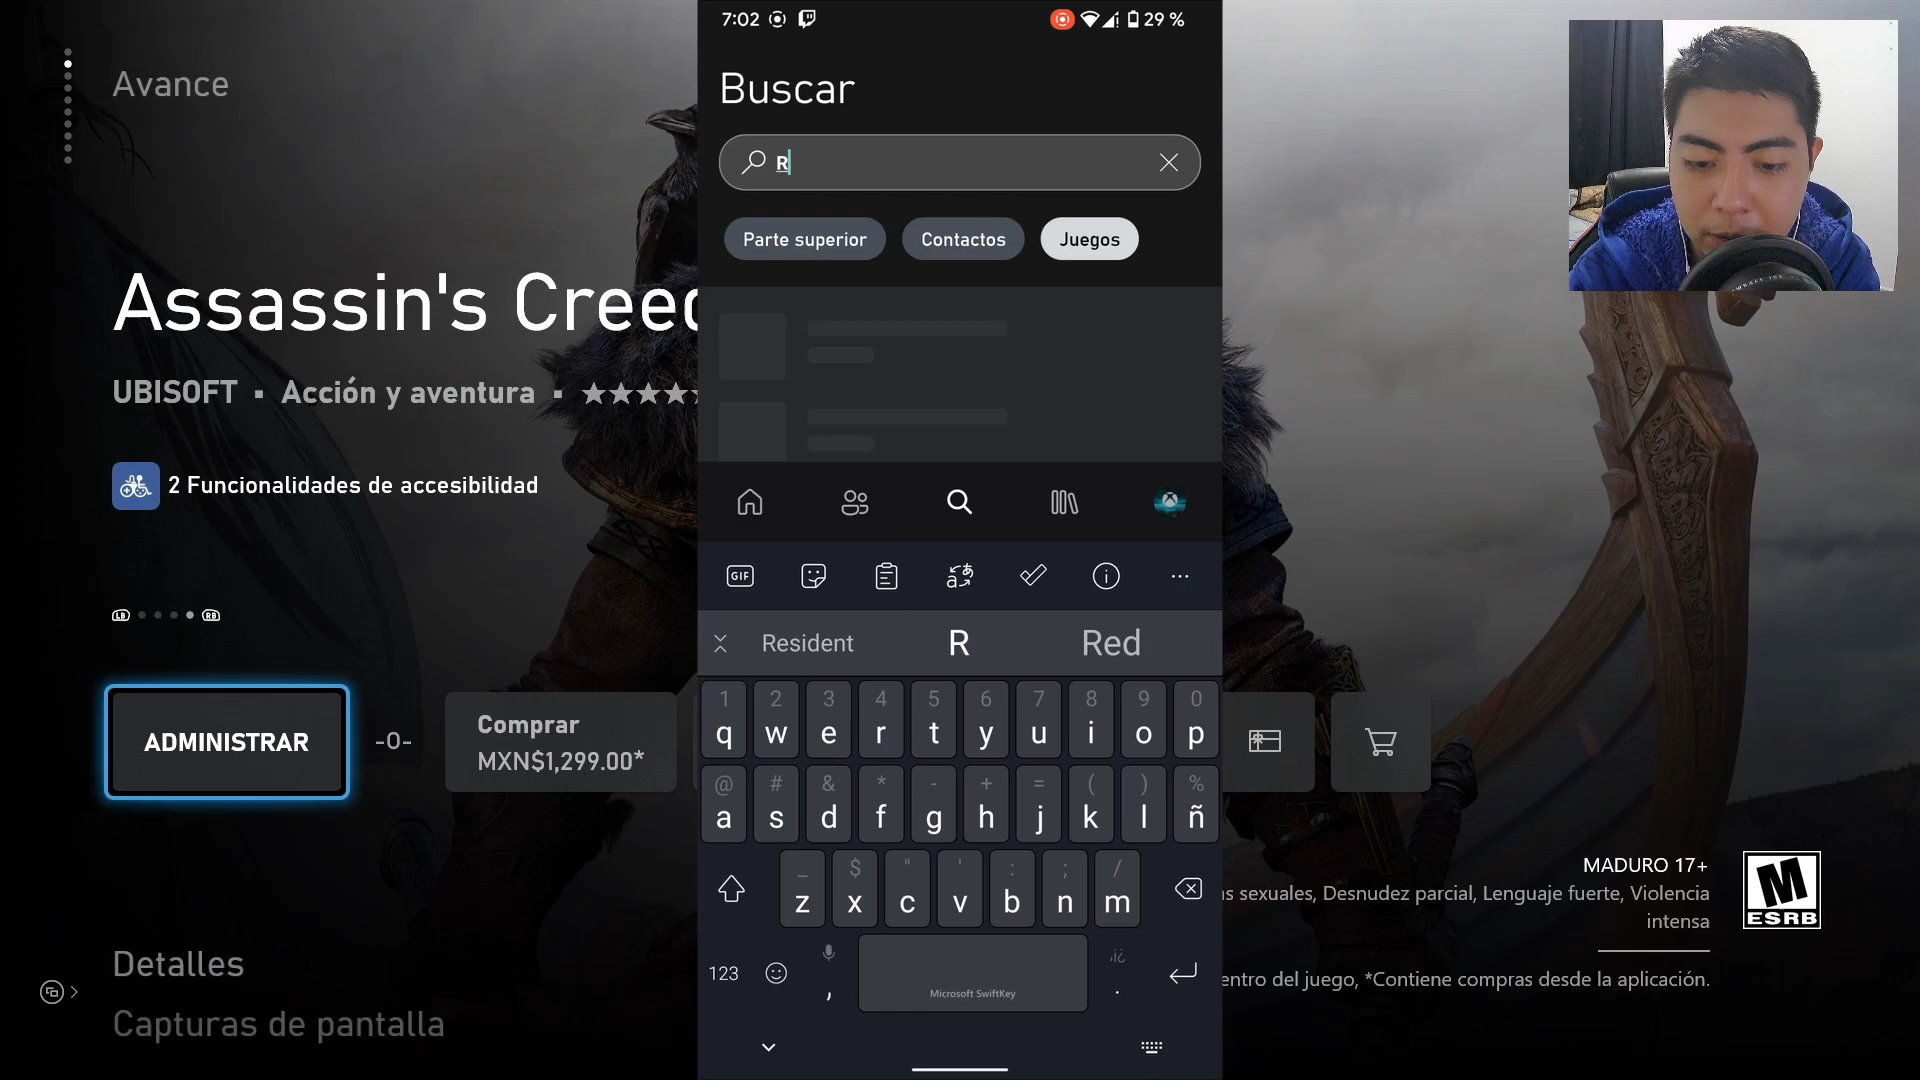 Avance
Assassin's Creed
UBISOFT ▪ Acción y aventura ▪ ★★★★★
2 Funcionalidades de accesibilidad
LB RB
ADMINISTRAR
-0-
Comprar
MXN$1,299.00*
Detalles
Capturas de pantalla
7:02
29 %
Buscar
R
Parte superior
Contactos
Juegos
GIF
Resident R Red
1 2 3 4 5 6 7 8 9 0
q w e r t y u i o p
@ # & * - + = ( ) %
a s d f g h j k l ñ
_ $ " ' : ; /
z x c v b n m
123 , Microsoft SwiftKey .
MADURO 17+
sexuales, Desnudez parcial, Lenguaje fuerte, Violencia
intensa
M
ESRB
entro del juego, *Contiene compras desde la aplicación.